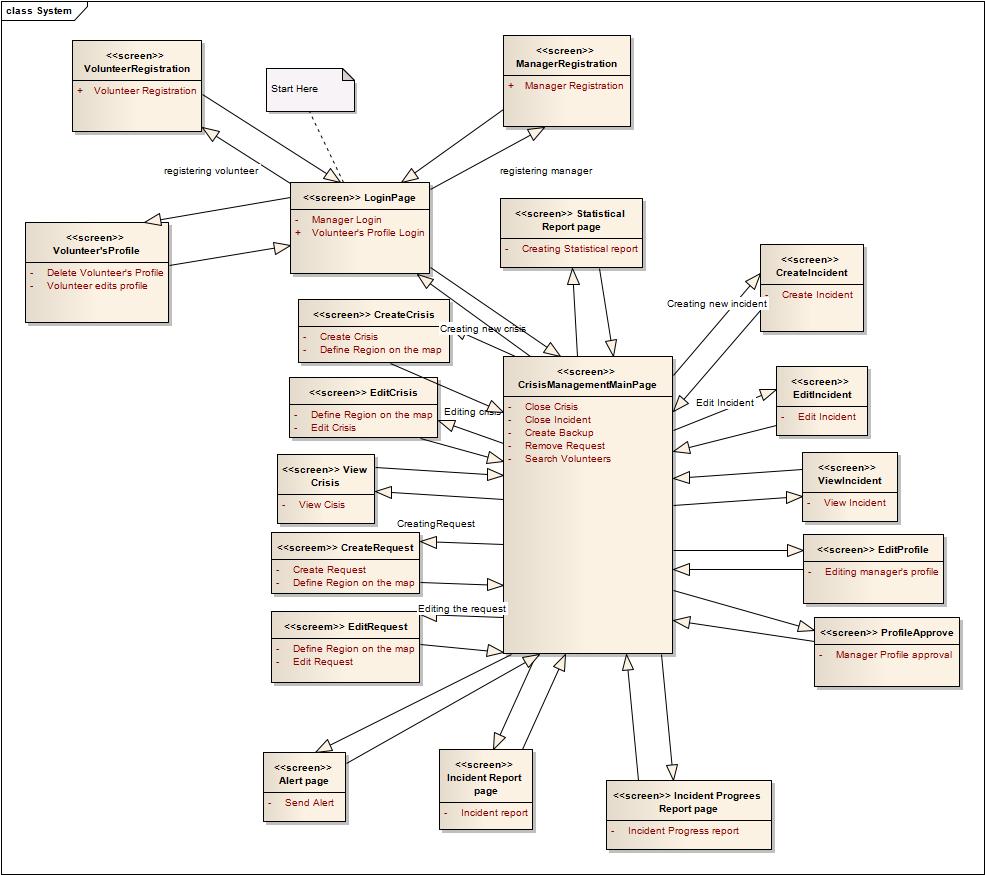 class System
<<screen>>
VolunteerRegistration
+ Volunteer Registration
Start Here
<<screen>>
ManagerRegistration
+ Manager Registration
registering volunteer
registering manager
<<screen>> LoginPage
- Manager Login
+ Volunteer's Profile Login
<<screen>>
Volunteer'sProfile
- Delete Volunteer's Profile
- Volunteer edits profile
<<screen>> Statistical
Report page
- Creating Statistical report
<<screen>>
CreateIncident
- Create Incident
Creating new incident
<<screen>> CreateCrisis
- Create Crisis
- Define Region on the map
Creating new crisis
<<screen>>
CrisisManagementMainPage
- Close Crisis
- Close Incident
- Create Backup
- Remove Request
- Search Volunteers
<<screen>> EditCrisis
- Define Region on the map
- Edit Crisis
Editing crisis
<<screen>>
EditIncident
- Edit Incident
Edit Incident
<<screen>> View
Crisis
- View Cisis
<<screen>>
ViewIncident
- View Incident
CreatingRequest
<<screem>> CreateRequest
- Create Request
- Define Region on the map
<<screen>> EditProfile
- Editing manager's profile
Editing the request
<<screem>> EditRequest
- Define Region on the map
- Edit Request
<<screen>> ProfileApprove
- Manager Profile approval
<<screen>>
Alert page
- Send Alert
<<screen>>
Incident Report
page
- Incident report
<<screen>> Incident Progrees
Report page
- Incident Progress report